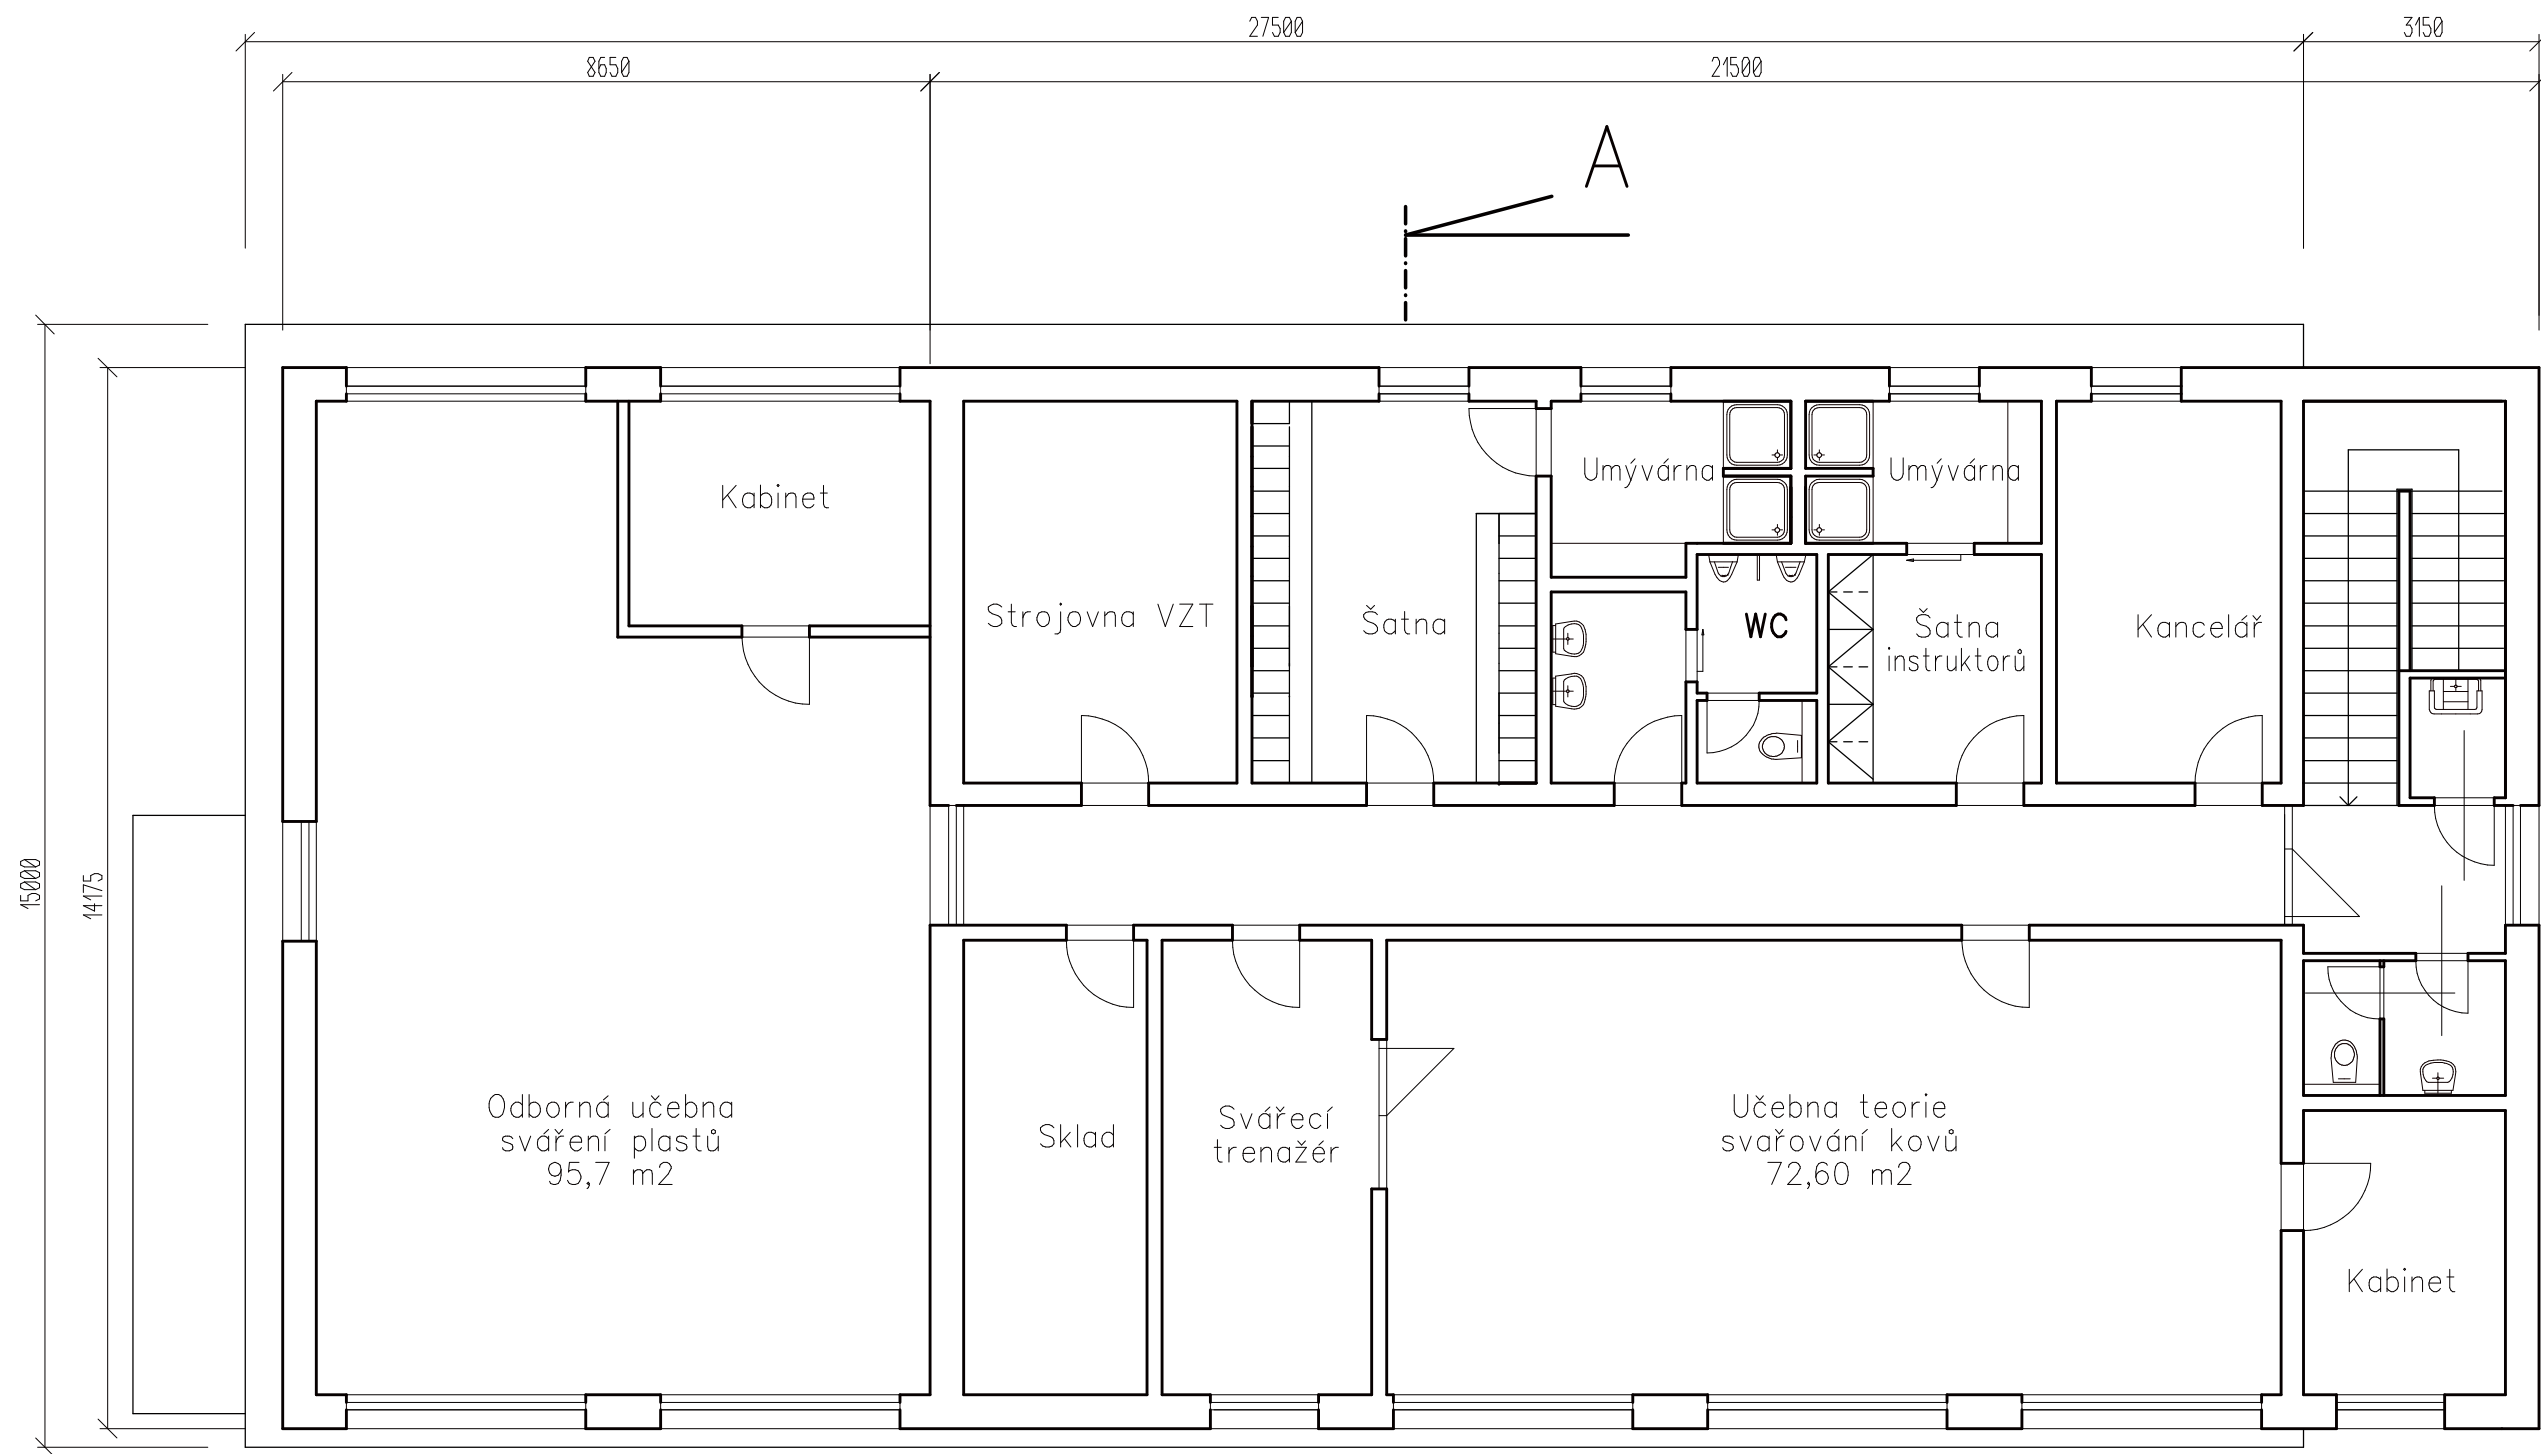 27500
3150
8650
21500
A
Kabinet
Umývárna
Umývárna
Strojovna VZT
Šatna
WC
Šatna
instruktorů
Kancelář
15000
14175
Odborná učebna
sváření plastů
95,7 m2
Sklad
Svářecí
trenažér
Učebna teorie
svařování kovů
72,60 m2
Kabinet